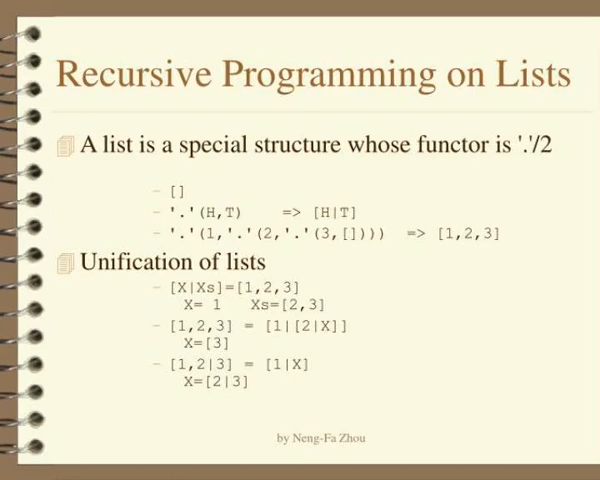 Recursive Programming on Lists
A list is a special structure whose functor is '.'/2
– []
– '.'(H,T) => [H|T]
– '.'(1,'.'(2,'.'(3,[]))) => [1,2,3]
Unification of lists
– [X|Xs]=[1,2,3]
X= 1 Xs=[2,3]
– [1,2,3] = [1|[2|X]]
X=[3]
– [1,2|3] = [1|X]
X=[2|3]
by Neng-Fa Zhou